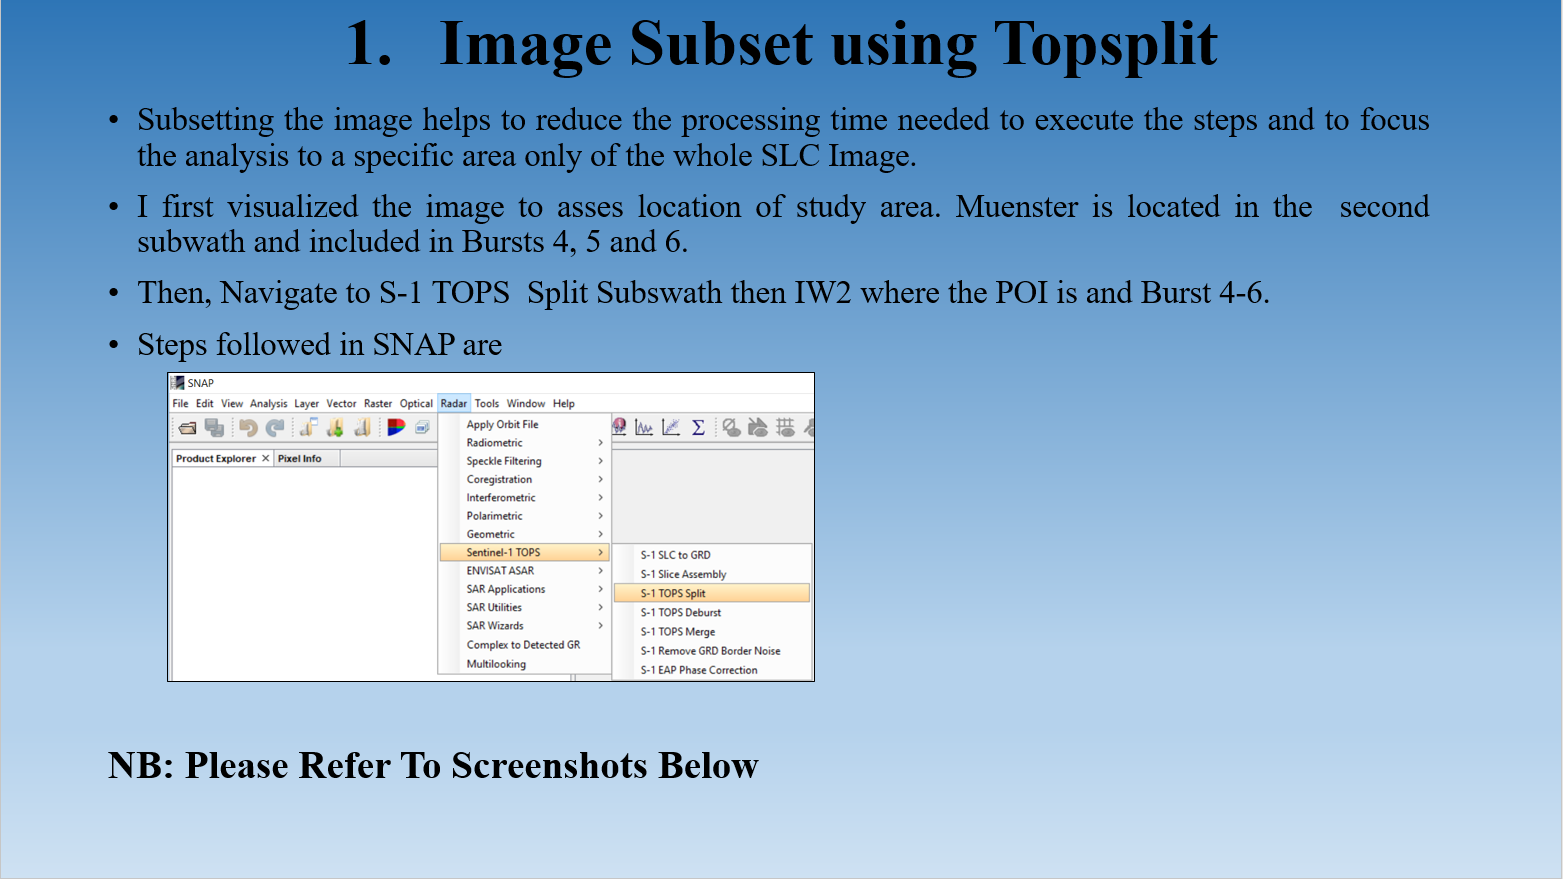 1. Image Subset using Topsplit
• Subsetting the image helps to reduce the processing time needed to execute the steps and to focus
the analysis to a specific area only of the whole SLC Image.
• I first visualized the image to asses location of study area. Muenster is located in the second
subwath and included in Bursts 4, 5 and 6.
• Then, Navigate to S-1 TOPS Split Subswath then IW2 where the POI is and Burst 4-6.
• Steps followed in SNAP are
SNAP
File Edit View Analysis Layer Vector Raster Optical Radar Tools Window Help
Product Explorer × Pixel Info
Apply Orbit File
Radiometric >
Speckle Filtering >
Coregistration >
Interferometric >
Polarimetric >
Geometric >
Sentinel-1 TOPS >
ENVISAT ASAR >
SAR Applications >
SAR Utilities >
SAR Wizards >
Complex to Detected GR
Multilooking
S-1 SLC to GRD
S-1 Slice Assembly
S-1 TOPS Split
S-1 TOPS Deburst
S-1 TOPS Merge
S-1 Remove GRD Border Noise
S-1 EAP Phase Correction
NB: Please Refer To Screenshots Below